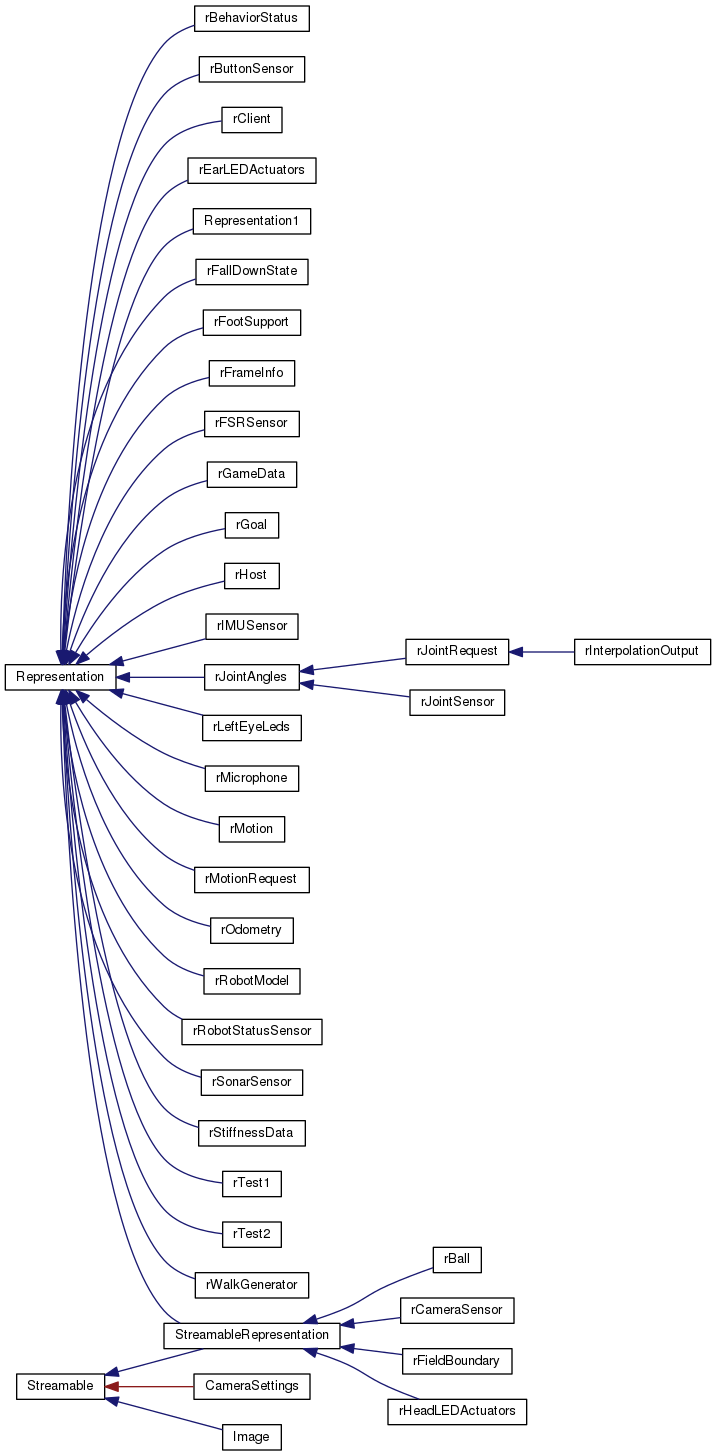 rBehaviorStatus
rButtonSensor
rClient
rEarLEDActuators
Representation1
rFallDownState
rFootSupport
rFrameInfo
rFSRSensor
rGameData
rGoal
rHost
rIMUSensor
Representation
rJointAngles
rJointRequest
rInterpolationOutput
rJointSensor
rLeftEyeLeds
rMicrophone
rMotion
rMotionRequest
rOdometry
rRobotModel
rRobotStatusSensor
rSonarSensor
rStiffnessData
rTest1
rTest2
rWalkGenerator
StreamableRepresentation
rBall
rCameraSensor
rFieldBoundary
rHeadLEDActuators
Streamable
CameraSettings
Image